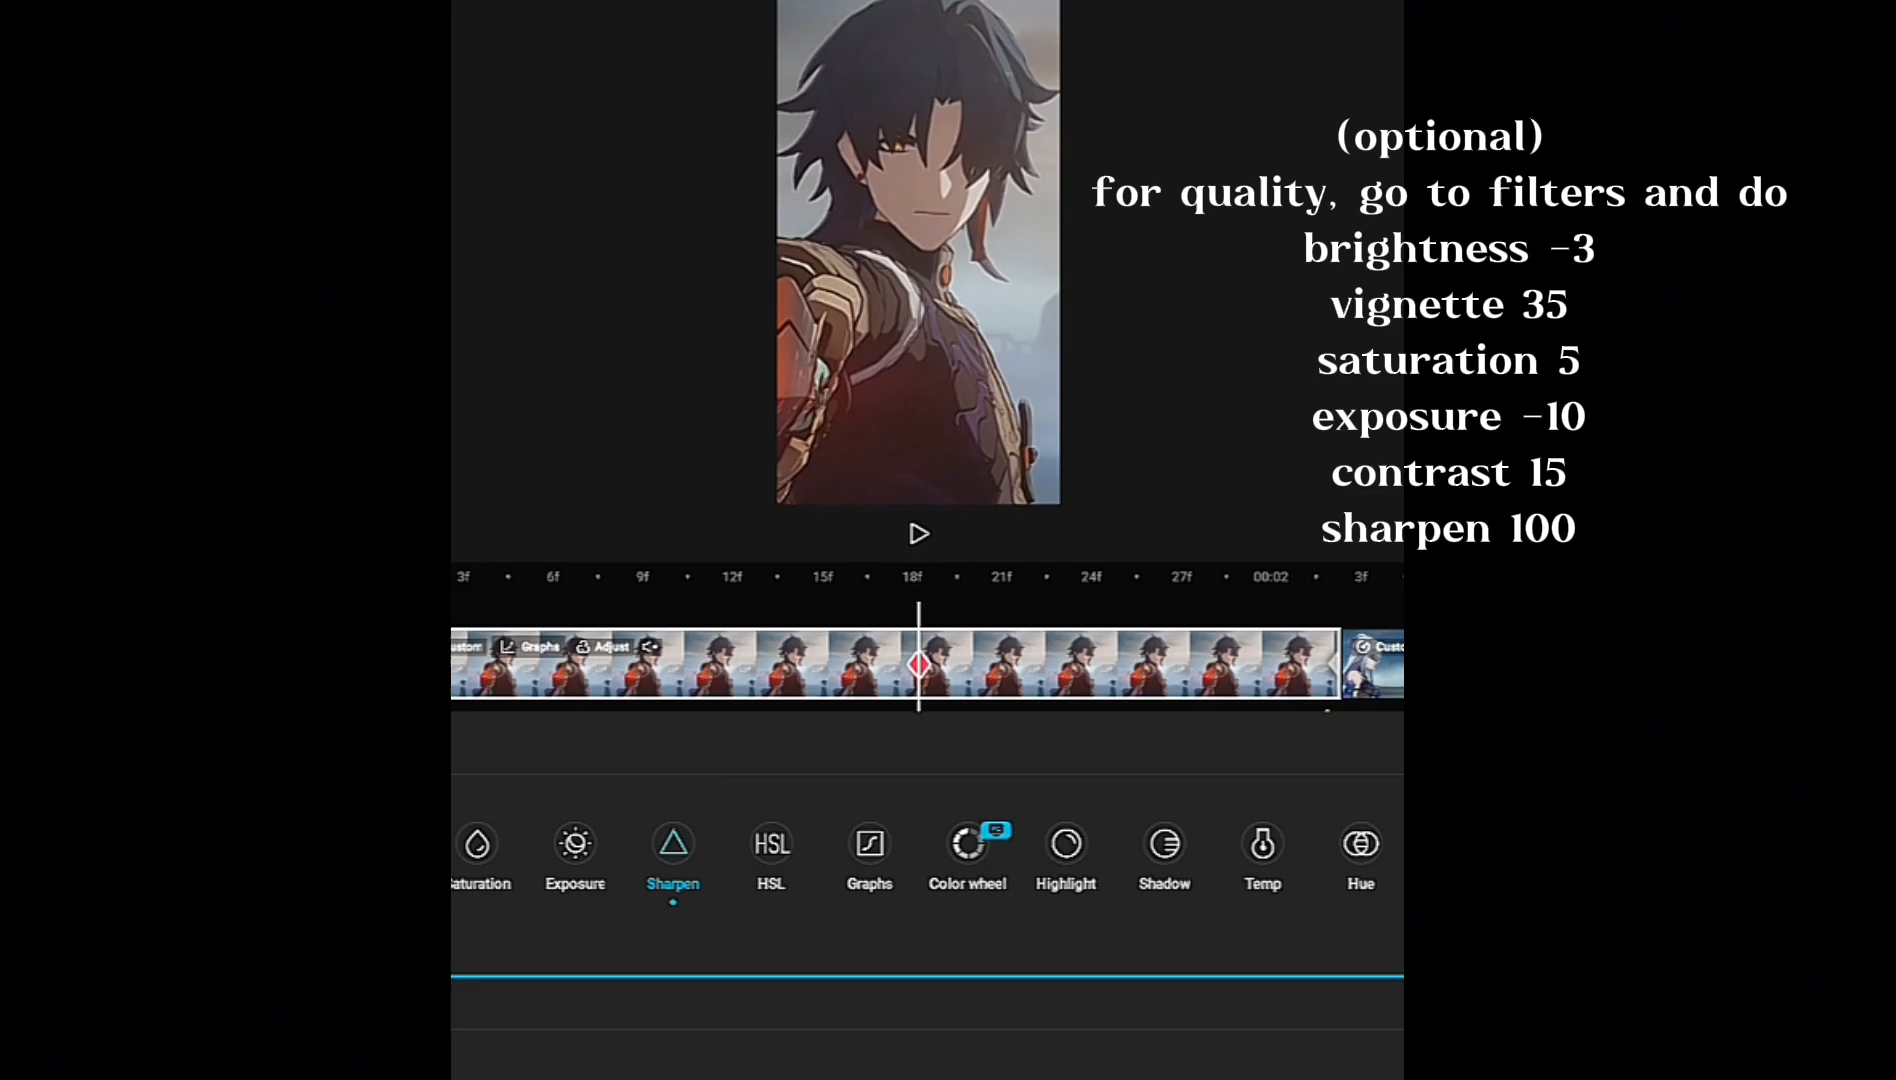 (optional)
for quality, go to filters and do
brightness -3
vignette 35
saturation 5
exposure -10
contrast 15
sharpen 100
3f 6f 9f 12f 15f 18f 21f 24f 27f 00:02 3f
ustom Graphs Adjust Custo
aturation Exposure Sharpen HSL HSL Graphs Color wheel Highlight Shadow Temp Hue